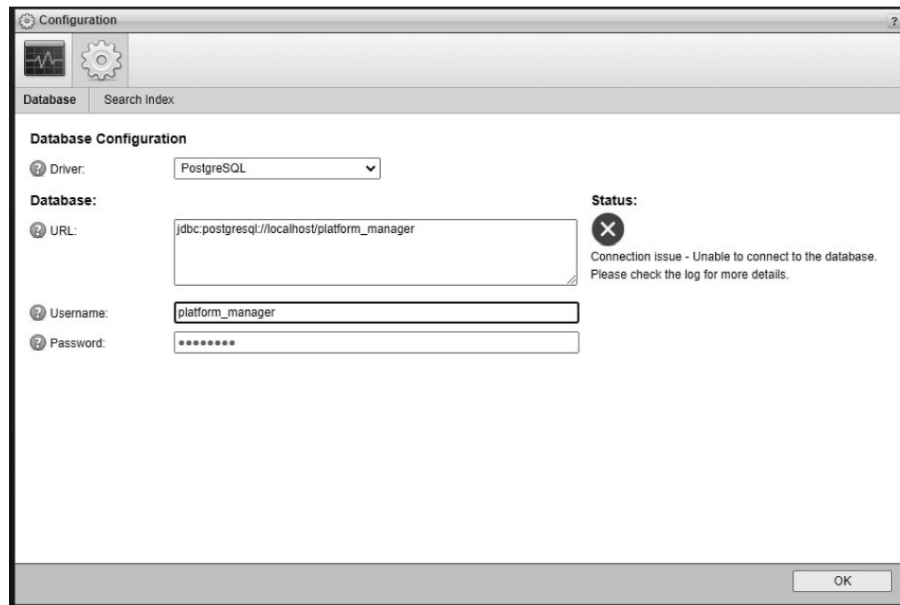 Configuration
?
Database Search Index
Database Configuration
? Driver: PostgreSQL
Database: Status:
? URL: jdbc:postgresql://localhost/platform_manager
Connection issue - Unable to connect to the database.
Please check the log for more details.
? Username: platform_manager
? Password: ••••••••
OK